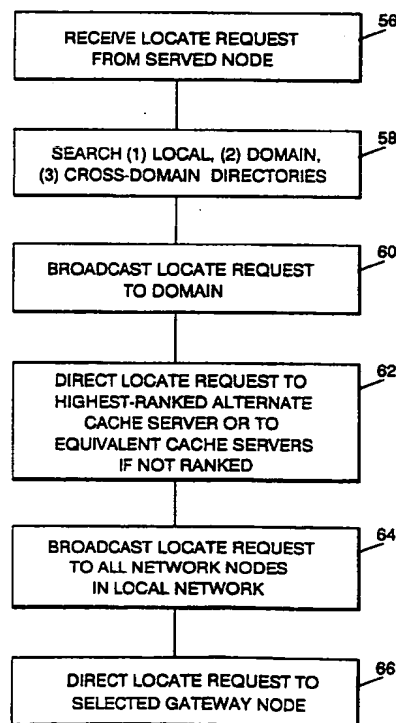 56
RECEIVE LOCATE REQUEST
FROM SERVED NODE
58
SEARCH (1) LOCAL, (2) DOMAIN,
(3) CROSS-DOMAIN DIRECTORIES
60
BROADCAST LOCATE REQUEST
TO DOMAIN
62
DIRECT LOCATE REQUEST TO
HIGHEST-RANKED ALTERNATE
CACHE SERVER OR TO
EQUIVALENT CACHE SERVERS
IF NOT RANKED
64
BROADCAST LOCATE REQUEST
TO ALL NETWORK NODES
IN LOCAL NETWORK
66
DIRECT LOCATE REQUEST TO
SELECTED GATEWAY NODE